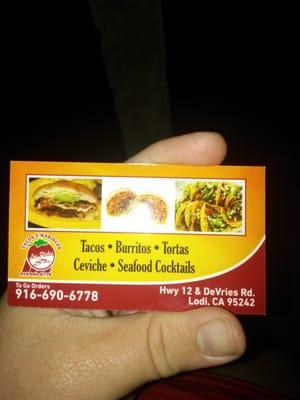 Tacos • Burritos • Tortas
Ceviche • Seafood Cocktails
To Go Orders
916-690-6778
Hwy 12 & DeVries Rd.
Lodi, CA 95242